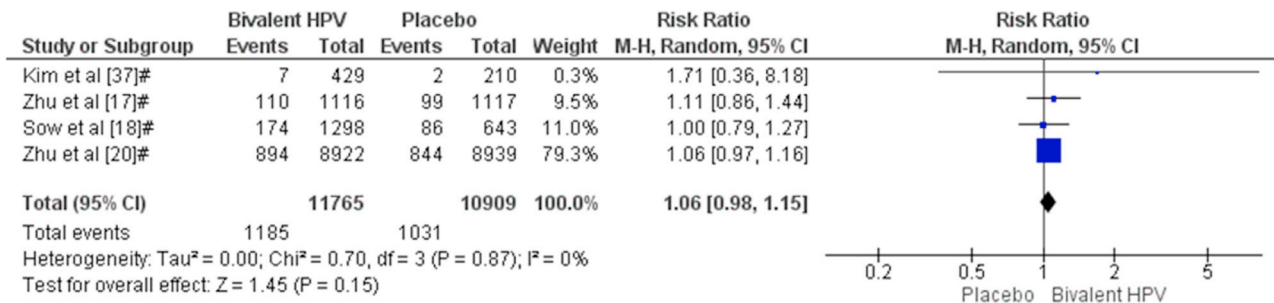 Bivalent HPV Placebo Risk Ratio Risk Ratio
Study or Subgroup Events Total Events Total Weight M-H, Random, 95% CI M-H, Random, 95% CI
Kim et al [37]# 7 429 2 210 0.3% 1.71 [0.36, 8.18]
Zhu et al [17]# 110 1116 99 1117 9.5% 1.11 [0.86, 1.44]
Sow et al [18]# 174 1298 86 643 11.0% 1.00 [0.79, 1.27]
Zhu et al [20]# 894 8922 844 8939 79.3% 1.06 [0.97, 1.16]
Total (95% CI) 11765 10909 100.0% 1.06 [0.98, 1.15]
Total events 1185 1031
Heterogeneity: Tau² = 0.00; Chi² = 0.70, df = 3 (P = 0.87); I² = 0%
Test for overall effect: Z = 1.45 (P = 0.15)
0.2 0.5 1 2 5
Placebo Bivalent HPV